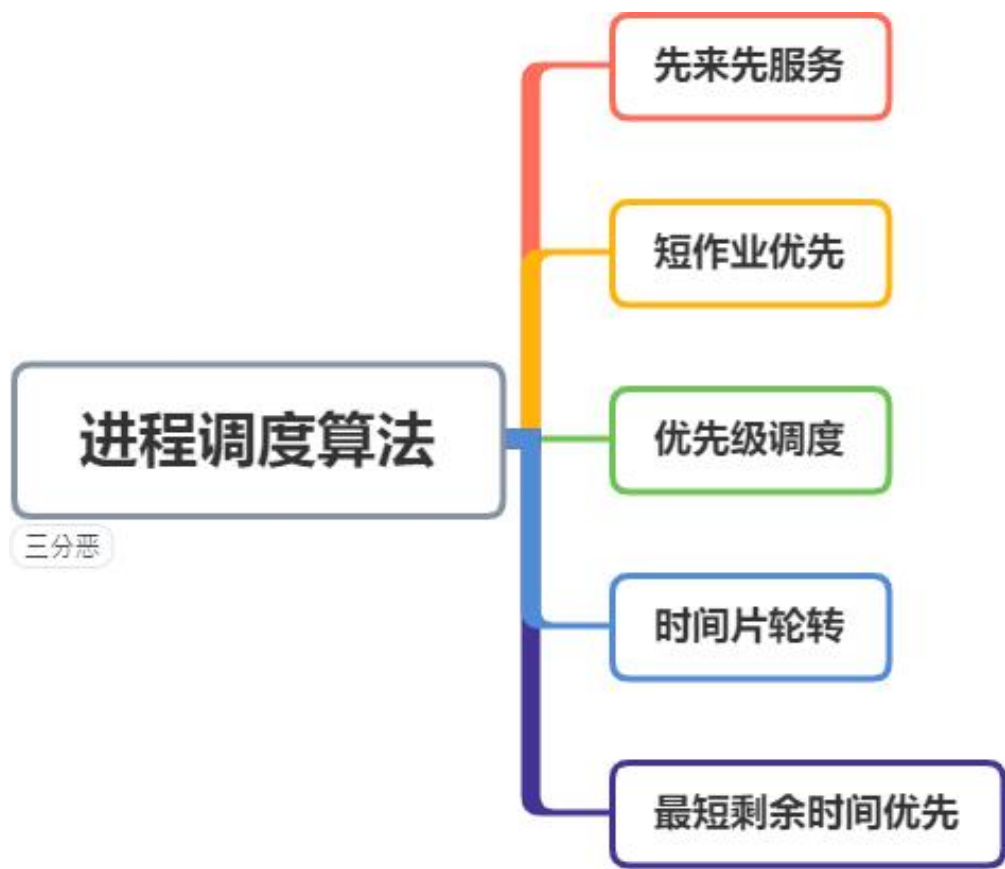 先来先服务
短作业优先
进程调度算法
优先级调度
三分恶
时间片轮转
最短剩余时间优先